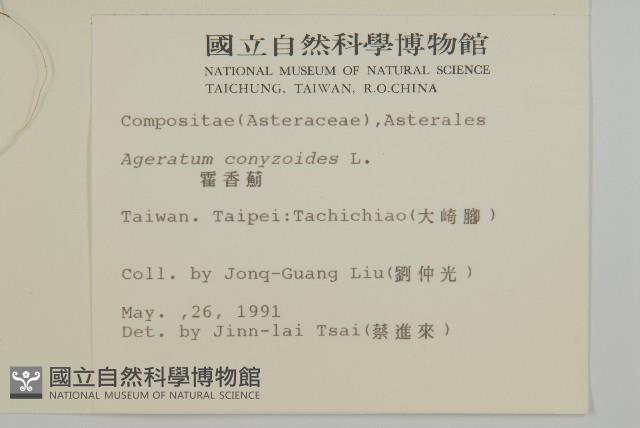 國立自然科學博物館
NATIONAL MUSEUM OF NATURAL SCIENCE
TAICHUNG, TAIWAN, R.O.CHINA
Compositae(Asteraceae),Asterales
Ageratum conyzoides L.
霍香薊
Taiwan. Taipei:Tachichiao(大崎腳)
Coll. by Jonq-Guang Liu(劉仲光)
May. ,26, 1991
Det. by Jinn-lai Tsai(蔡進來)
國立自然科學博物館
NATIONAL MUSEUM OF NATURAL SCIENCE